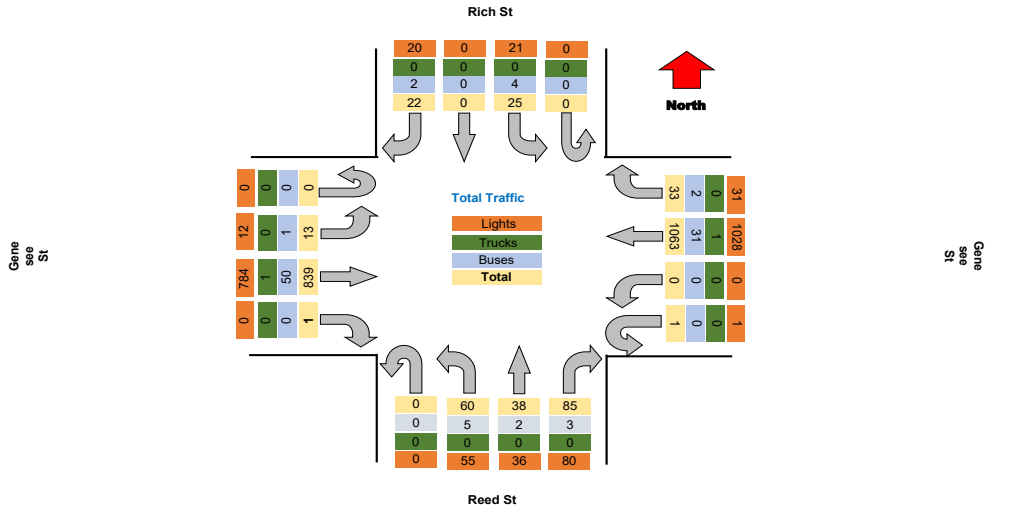 Rich St
20 0 21 0
0 0 0 0
2 0 4 0
22 0 25 0
North
0 0 0 0
12 0 1 13
784 1 50 839
0 0 0 1
Gene
see
St
Total Traffic
Lights
Trucks
Buses
Total
33 2 0 31
1063 31 1 1028
0 0 0 0
1 0 0 1
Gene
see
St
0 60 38 85
0 5 2 3
0 0 0 0
0 55 36 80
Reed St